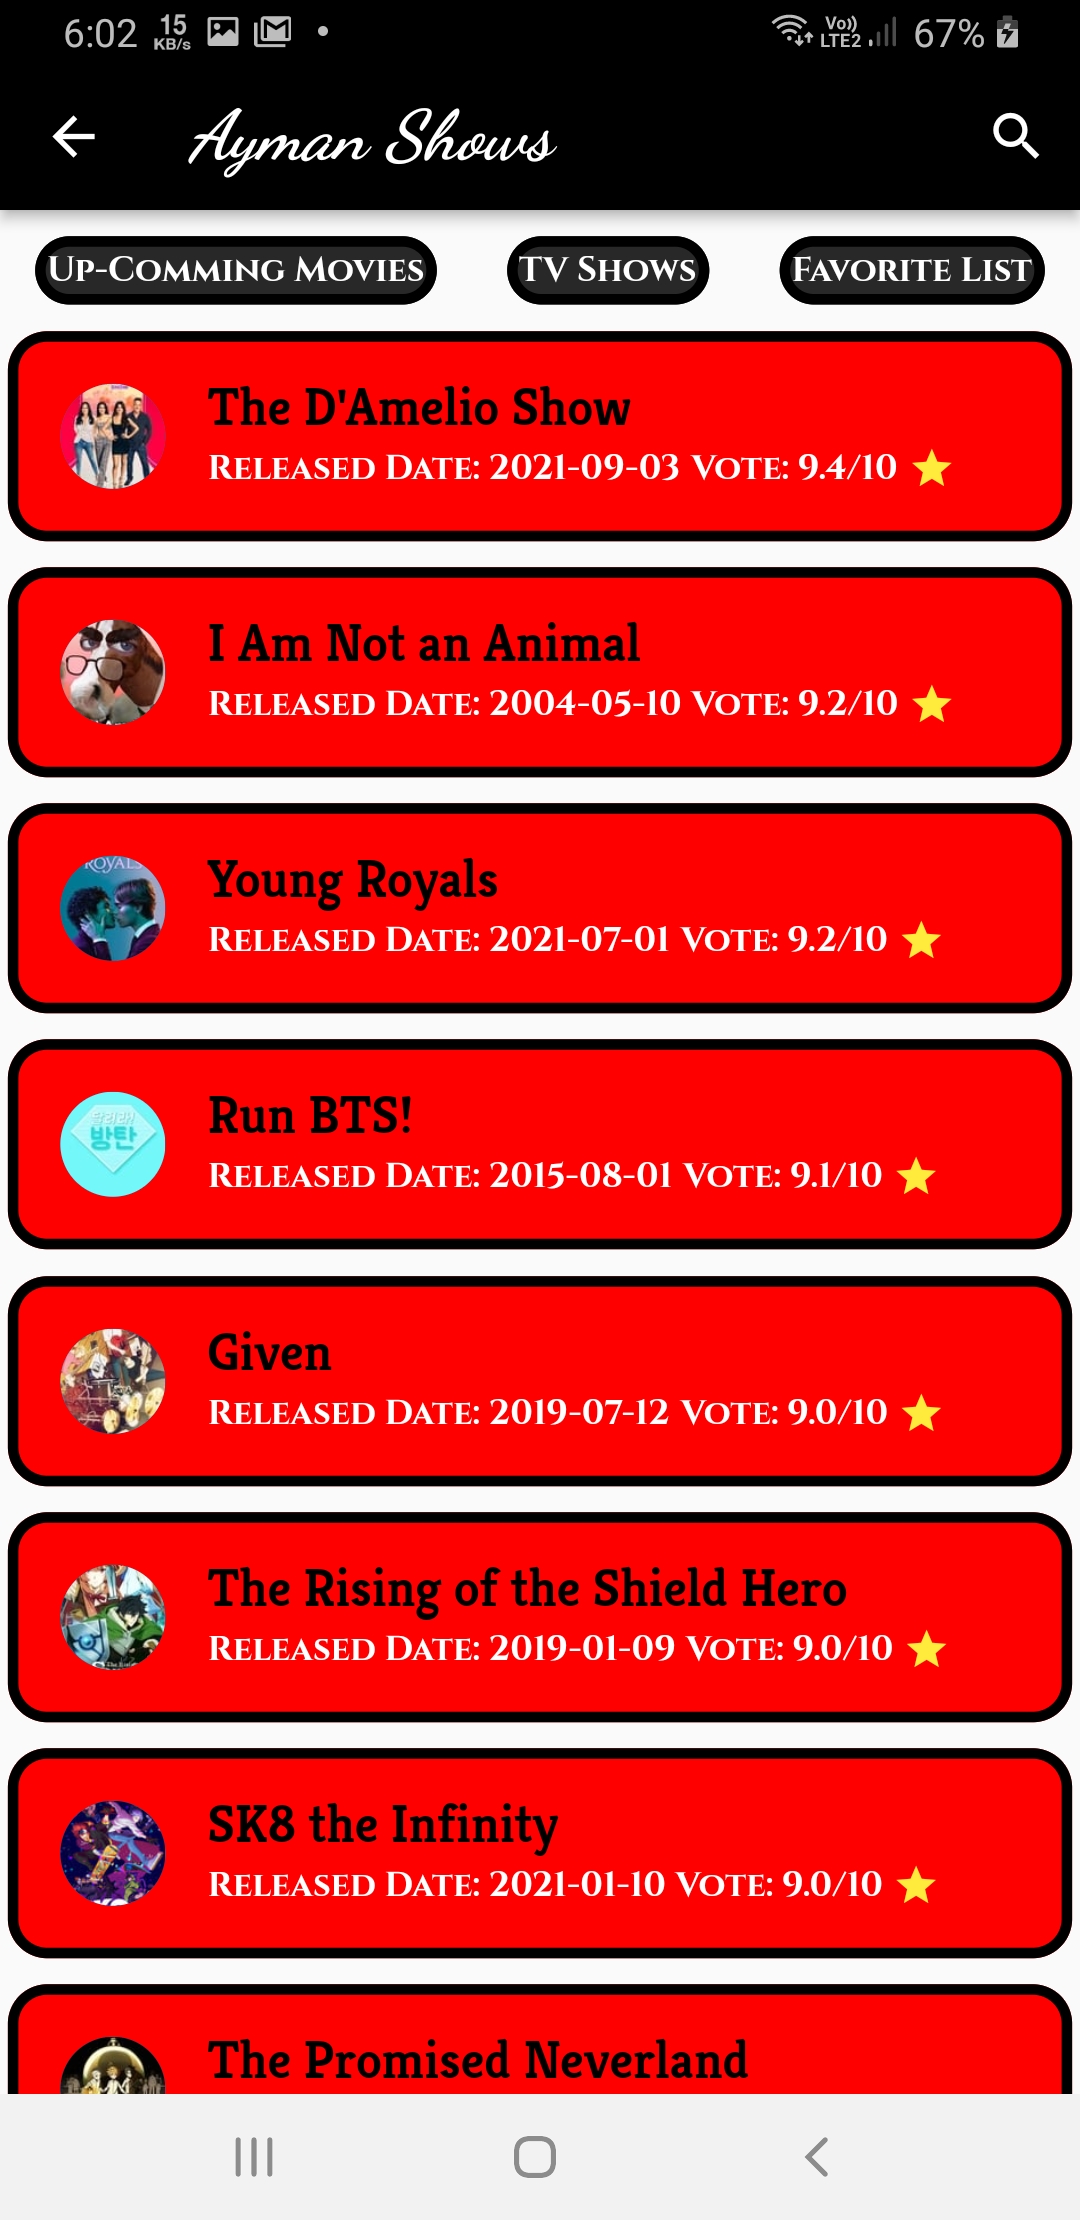 6:02 15 KB/s Vo)) LTE2 67%
Ayman Shows
Up-Comming Movies TV Shows Favorite List
The D'Amelio Show
Released Date: 2021-09-03 Vote: 9.4/10
I Am Not an Animal
Released Date: 2004-05-10 Vote: 9.2/10
ROYALS
Young Royals
Released Date: 2021-07-01 Vote: 9.2/10
달려라!
방탄
Run BTS!
Released Date: 2015-08-01 Vote: 9.1/10
Given
Released Date: 2019-07-12 Vote: 9.0/10
The Rising of the Shield Hero
Released Date: 2019-01-09 Vote: 9.0/10
SK8 the Infinity
Released Date: 2021-01-10 Vote: 9.0/10
The Promised Neverland